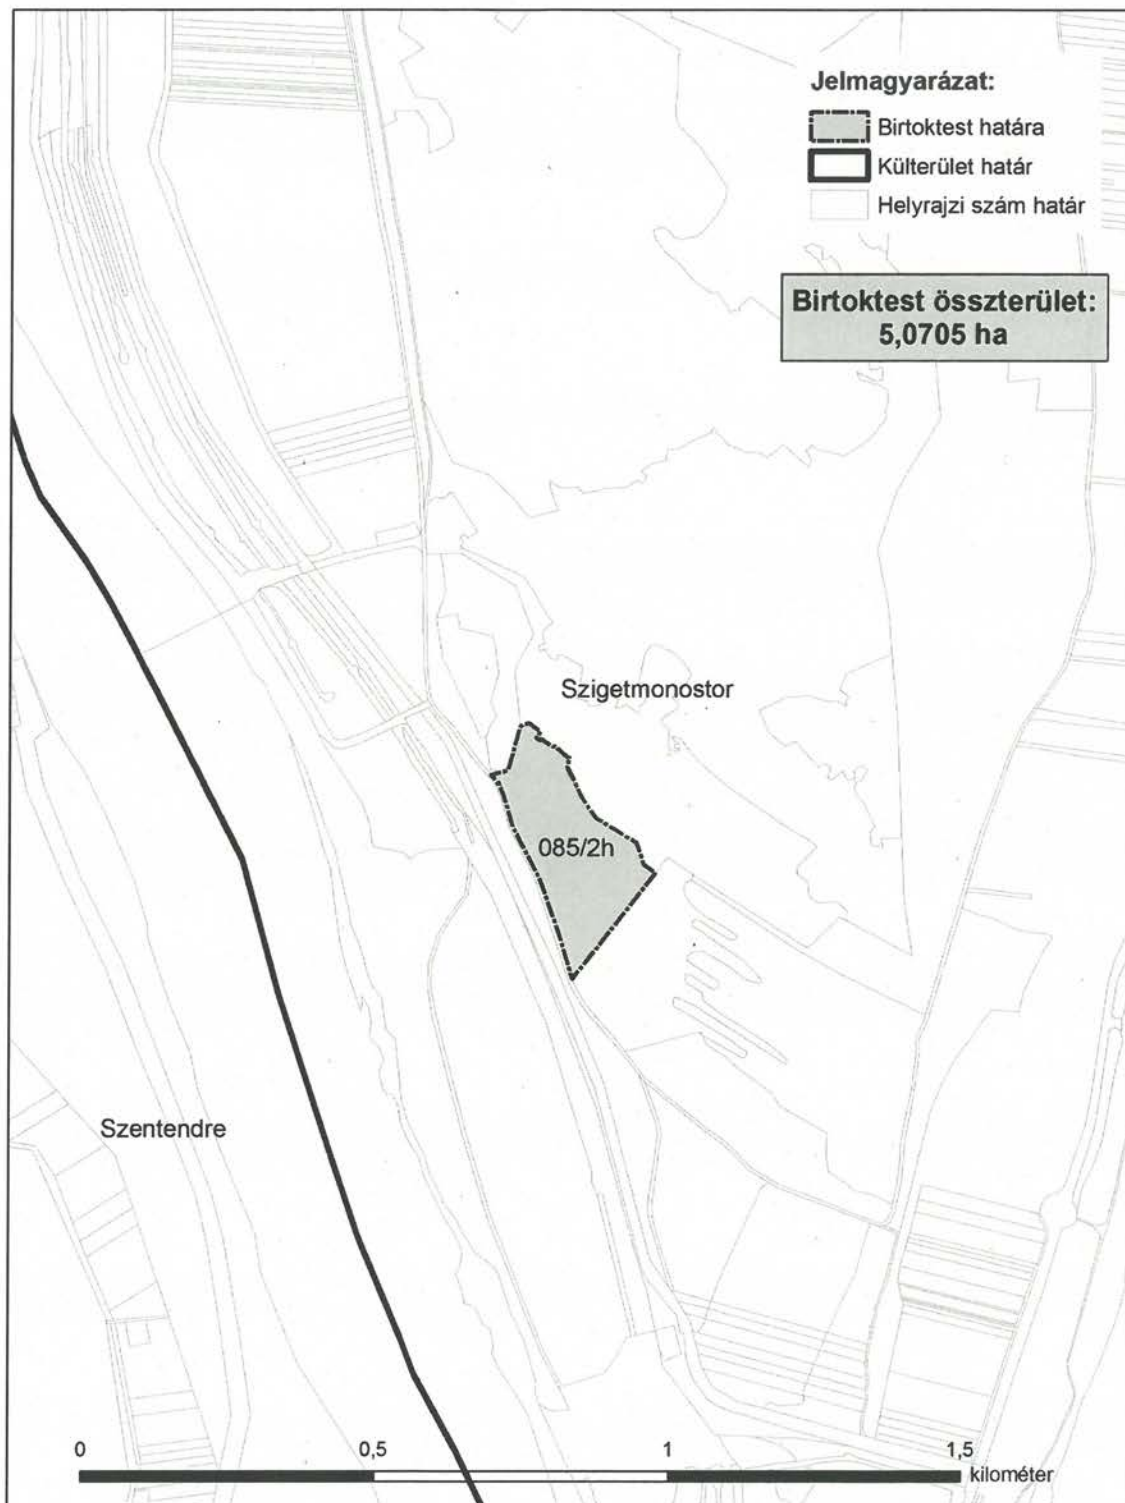 Jelmagyarázat:
Birtoktest határa
Külterület határ
Helyrajzi szám határ
Birtoktest összterület:
5,0705 ha
Szigetmonostor
085/2h
Szentendre
0 0,5 1 1,5
kilométer